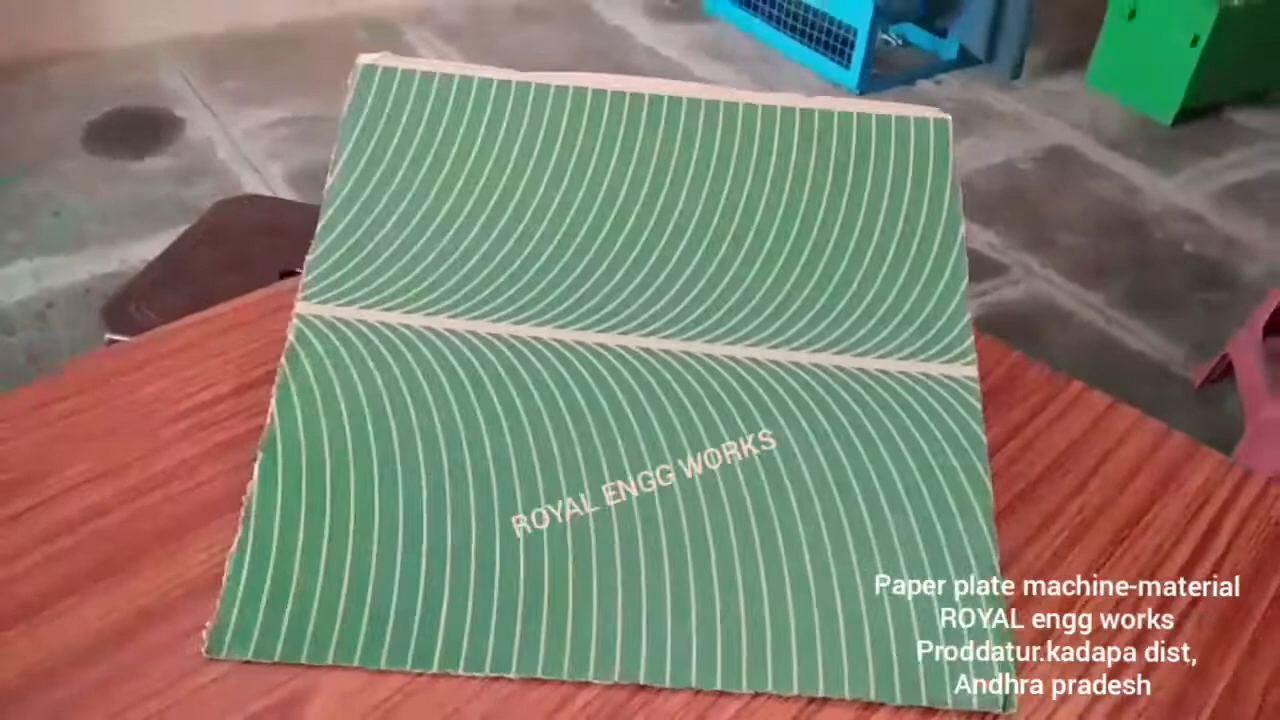 ROYAL ENGG WORKS
Paper plate machine-material
ROYAL engg works
Proddatur.kadapa dist,
Andhra pradesh